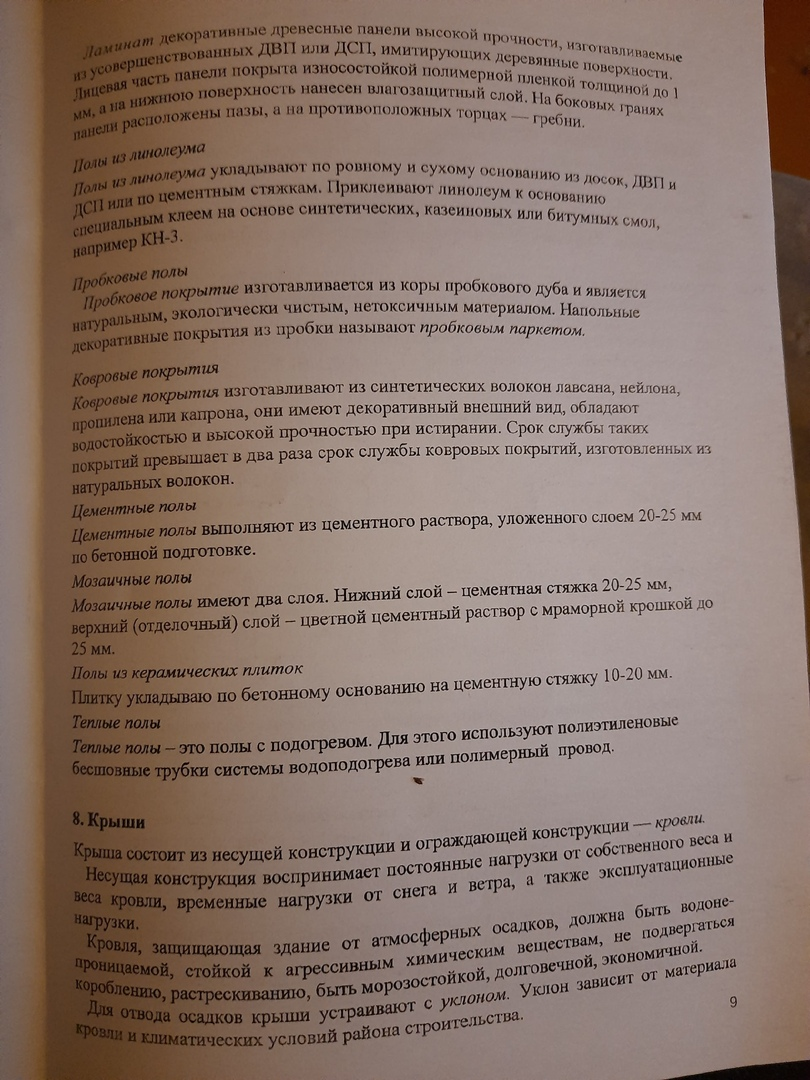 Ламинат декоративные древесные панели высокой прочности, изготавливаемые
из усовершенствованных ДВП или ДСП, имитирующих деревянные поверхности.
Лицевая часть панели покрыта износостойкой полимерной пленкой толщиной до 1
мм, а на нижнюю поверхность нанесен влагозащитный слой. На боковых гранях
панели расположены пазы, а на противоположных торцах — гребни.
Полы из линолеума
Полы из линолеума укладывают по ровному и сухому основанию из досок, ДВП и
ДСП или по цементным стяжкам. Приклеивают линолеум к основанию
специальным клеем на основе синтетических, казеиновых или битумных смол,
например КН-3.
Пробковые полы
Пробковое покрытие изготавливается из коры пробкового дуба и является
натуральным, экологически чистым, нетоксичным материалом. Напольные
декоративные покрытия из пробки называют пробковым паркетом.
Ковровые покрытия
Ковровые покрытия изготавливают из синтетических волокон лавсана, нейлона,
пропилена или капрона, они имеют декоративный внешний вид, обладают
водостойкостью и высокой прочностью при истирании. Срок службы таких
покрытий превышает в два раза срок службы ковровых покрытий, изготовленных из
натуральных волокон.
Цементные полы
Цементные полы выполняют из цементного раствора, уложенного слоем 20-25 мм
по бетонной подготовке.
Мозаичные полы
Мозаичные полы имеют два слоя. Нижний слой – цементная стяжка 20-25 мм,
верхний (отделочный) слой – цветной цементный раствор с мраморной крошкой до
25 мм.
Полы из керамических плиток
Плитку укладываю по бетонному основанию на цементную стяжку 10-20 мм.
Теплые полы
Теплые полы – это полы с подогревом. Для этого используют полиэтиленовые
бесшовные трубки системы водоподогрева или полимерный провод.
8. Крыши
Крыша состоит из несущей конструкции и ограждающей конструкции — кровли.
Несущая конструкция воспринимает постоянные нагрузки от собственного веса и
веса кровли, временные нагрузки от снега и ветра, а также эксплуатационные
нагрузки.
Кровля, защищающая здание от атмосферных осадков, должна быть водоне-
проницаемой, стойкой к агрессивным химическим веществам, не подвергаться
короблению, растрескиванию, быть морозостойкой, долговечной, экономичной.
Для отвода осадков крыши устраивают с уклоном. Уклон зависит от материала
кровли и климатических условий района строительства.
9